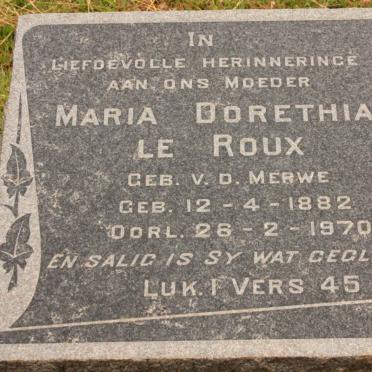 IN
LIEFDEVOLLE HERINNERINGE
AAN ONS MOEDER
MARIA DORETHIA
LE ROUX
GEB. V. D. MERWE
GEB. 12 - 4 - 1882
OORL. 26 - 2 - 1970
EN SALIG IS SY WAT GEGL
LUK. I VERS 45